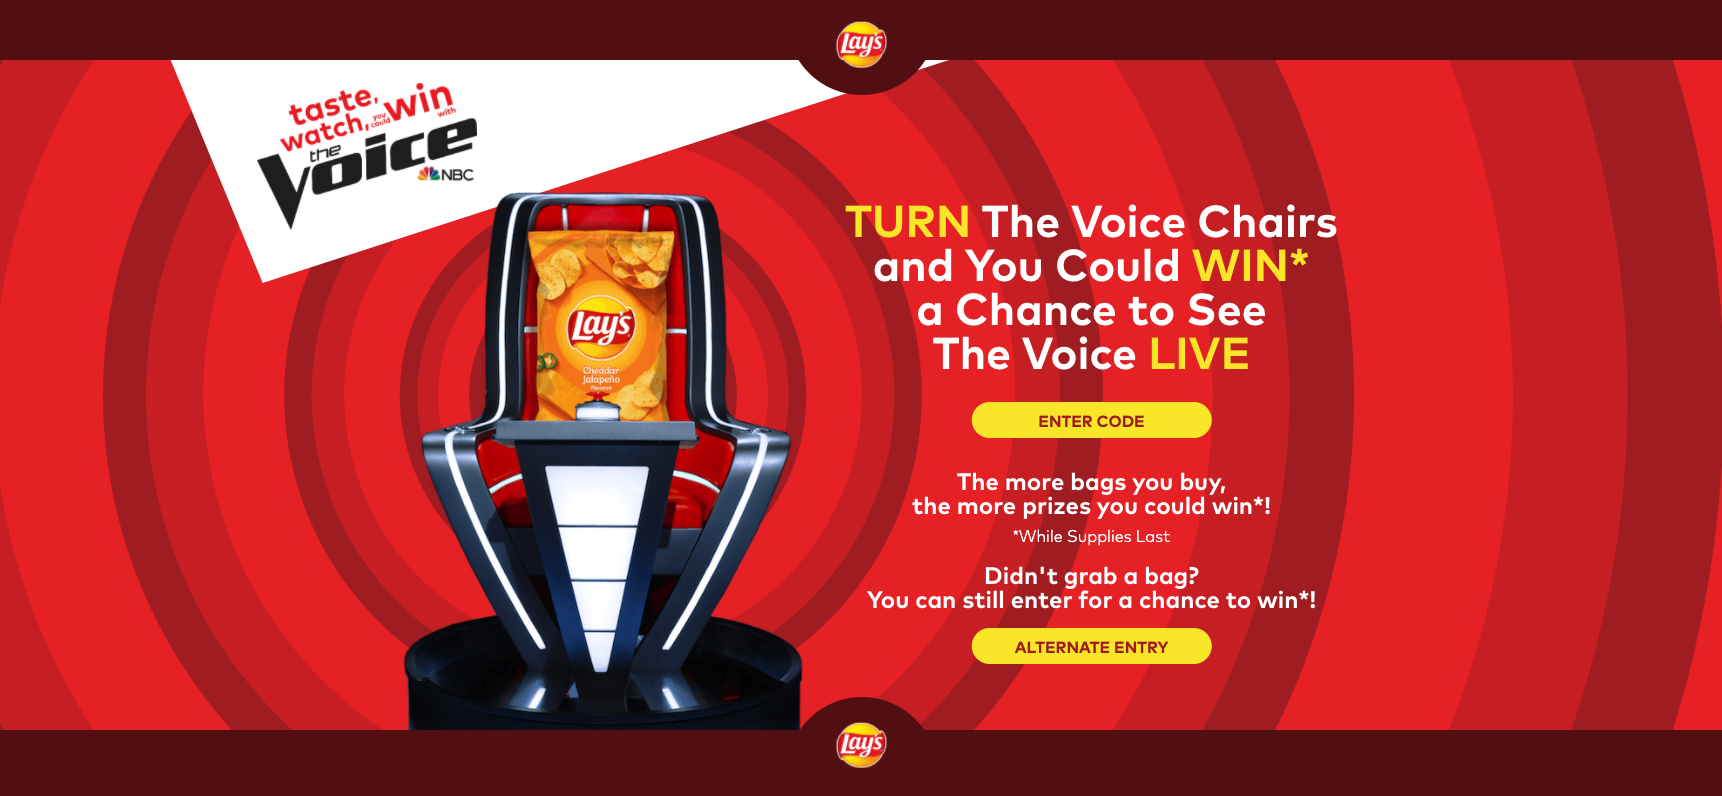 Lay's
taste,
watch, you could win with
the
Voice
NBC
TURN The Voice Chairs
and You Could WIN*
a Chance to See
The Voice LIVE
Lay's
Cheddar
Jalapeño
Flavored
ENTER CODE
The more bags you buy,
the more prizes you could win*!
*While Supplies Last
Didn't grab a bag?
You can still enter for a chance to win*!
ALTERNATE ENTRY
Lay's